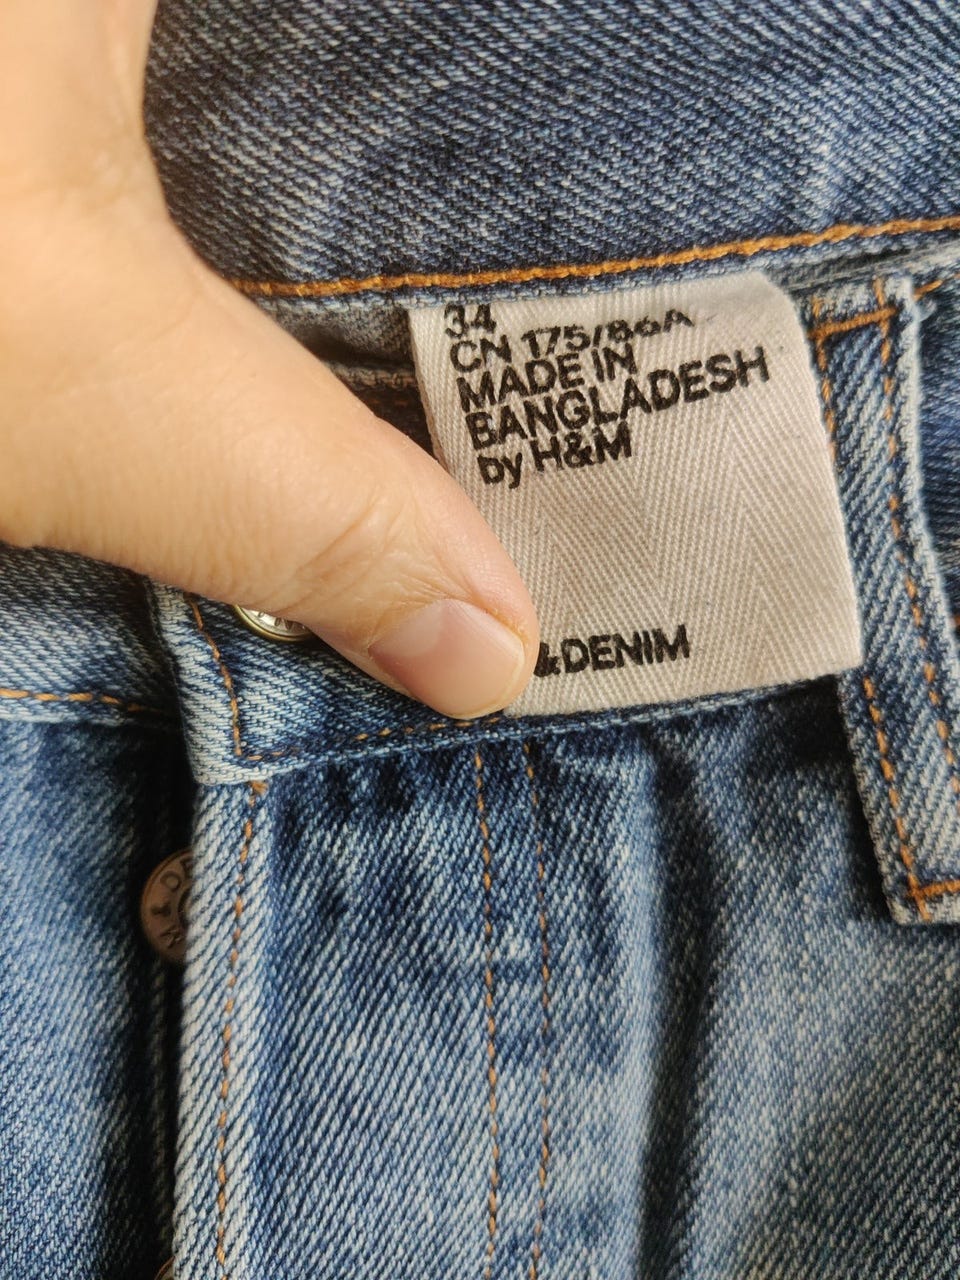 34
CN 175/86A
MADE IN
BANGLADESH
by H&M
&DENIM